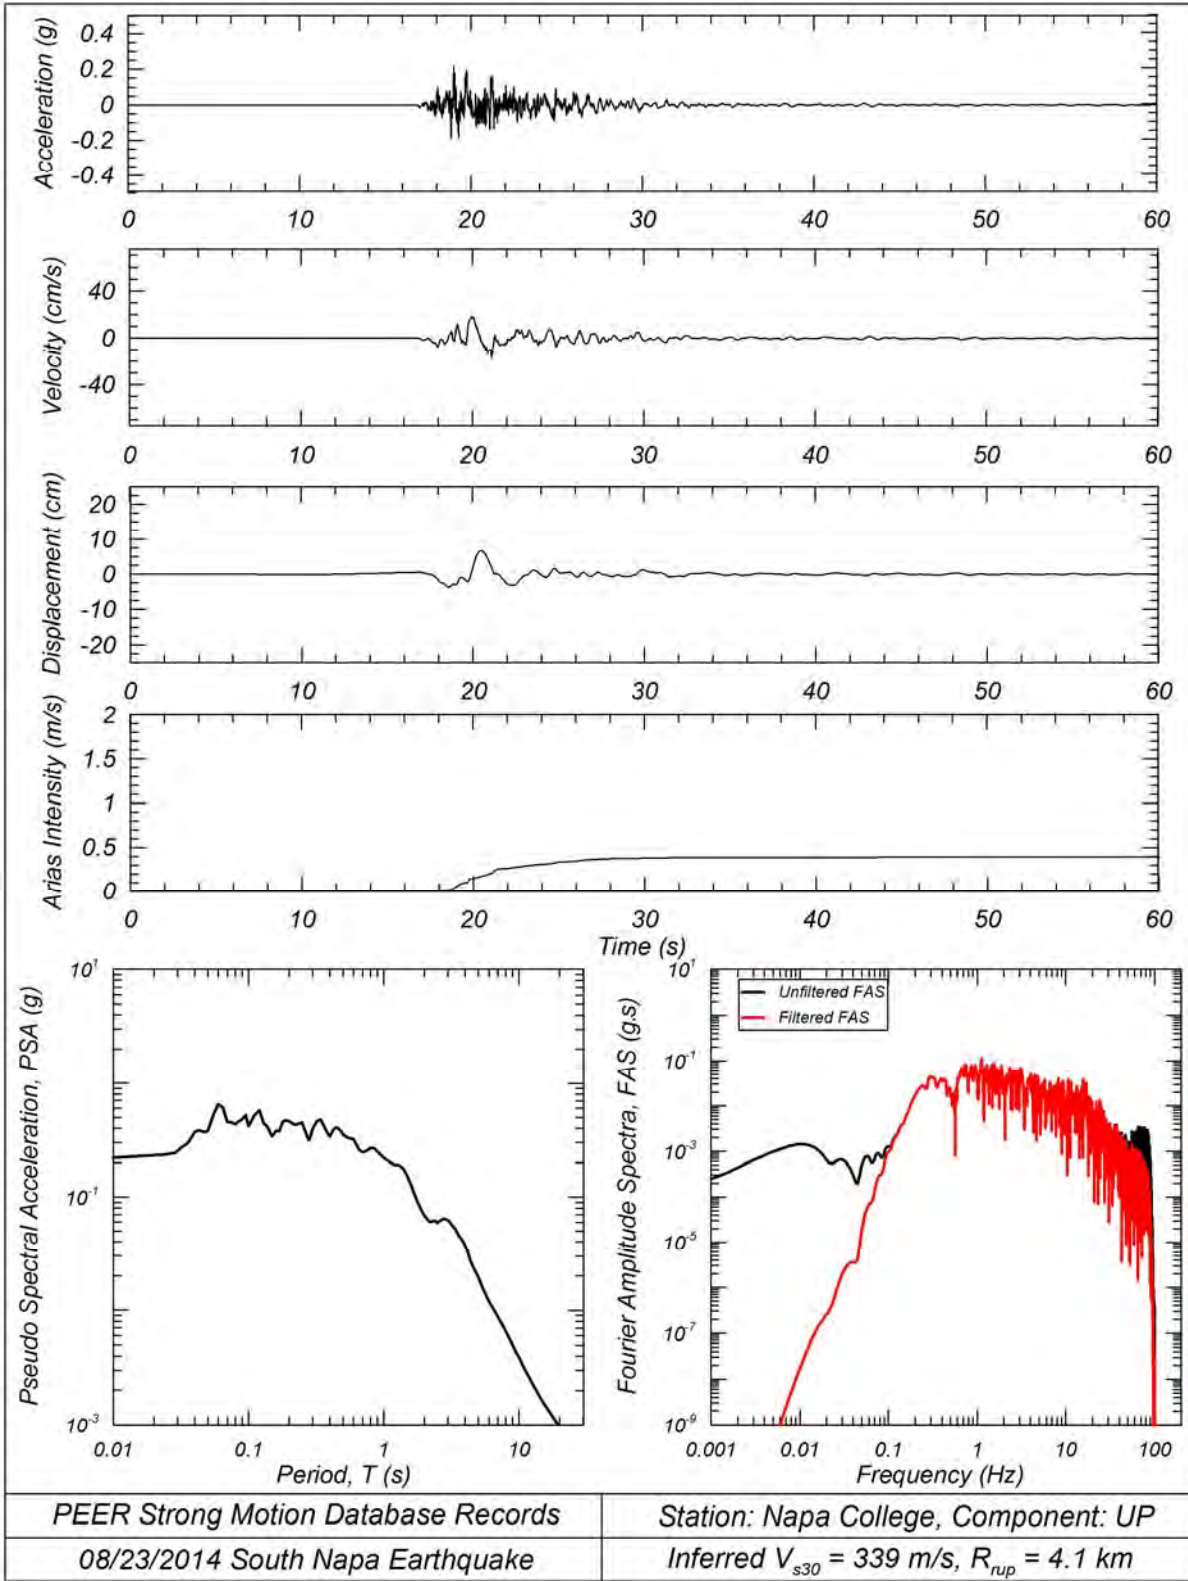 Acceleration (g)
0.4
0.2
0
-0.2
-0.4
0 10 20 30 40 50 60
Velocity (cm/s)
40
0
-40
0 10 20 30 40 50 60
Displacement (cm)
20
10
0
-10
-20
0 10 20 30 40 50 60
Arias Intensity (m/s)
2
1.5
1
0.5
0
0 10 20 30 40 50 60
Time (s)
Pseudo Spectral Acceleration, PSA (g)
10¹
10⁻¹
10⁻³
0.01 0.1 1 10
Period, T (s)
Fourier Amplitude Spectra, FAS (g.s)
10¹
10⁻¹
10⁻³
10⁻⁵
10⁻⁷
10⁻⁹
Unfiltered FAS
Filtered FAS
0.001 0.01 0.1 1 10 100
Frequency (Hz)
PEER Strong Motion Database Records
Station: Napa College, Component: UP
08/23/2014 South Napa Earthquake
Inferred Vs30 = 339 m/s, Rrup = 4.1 km